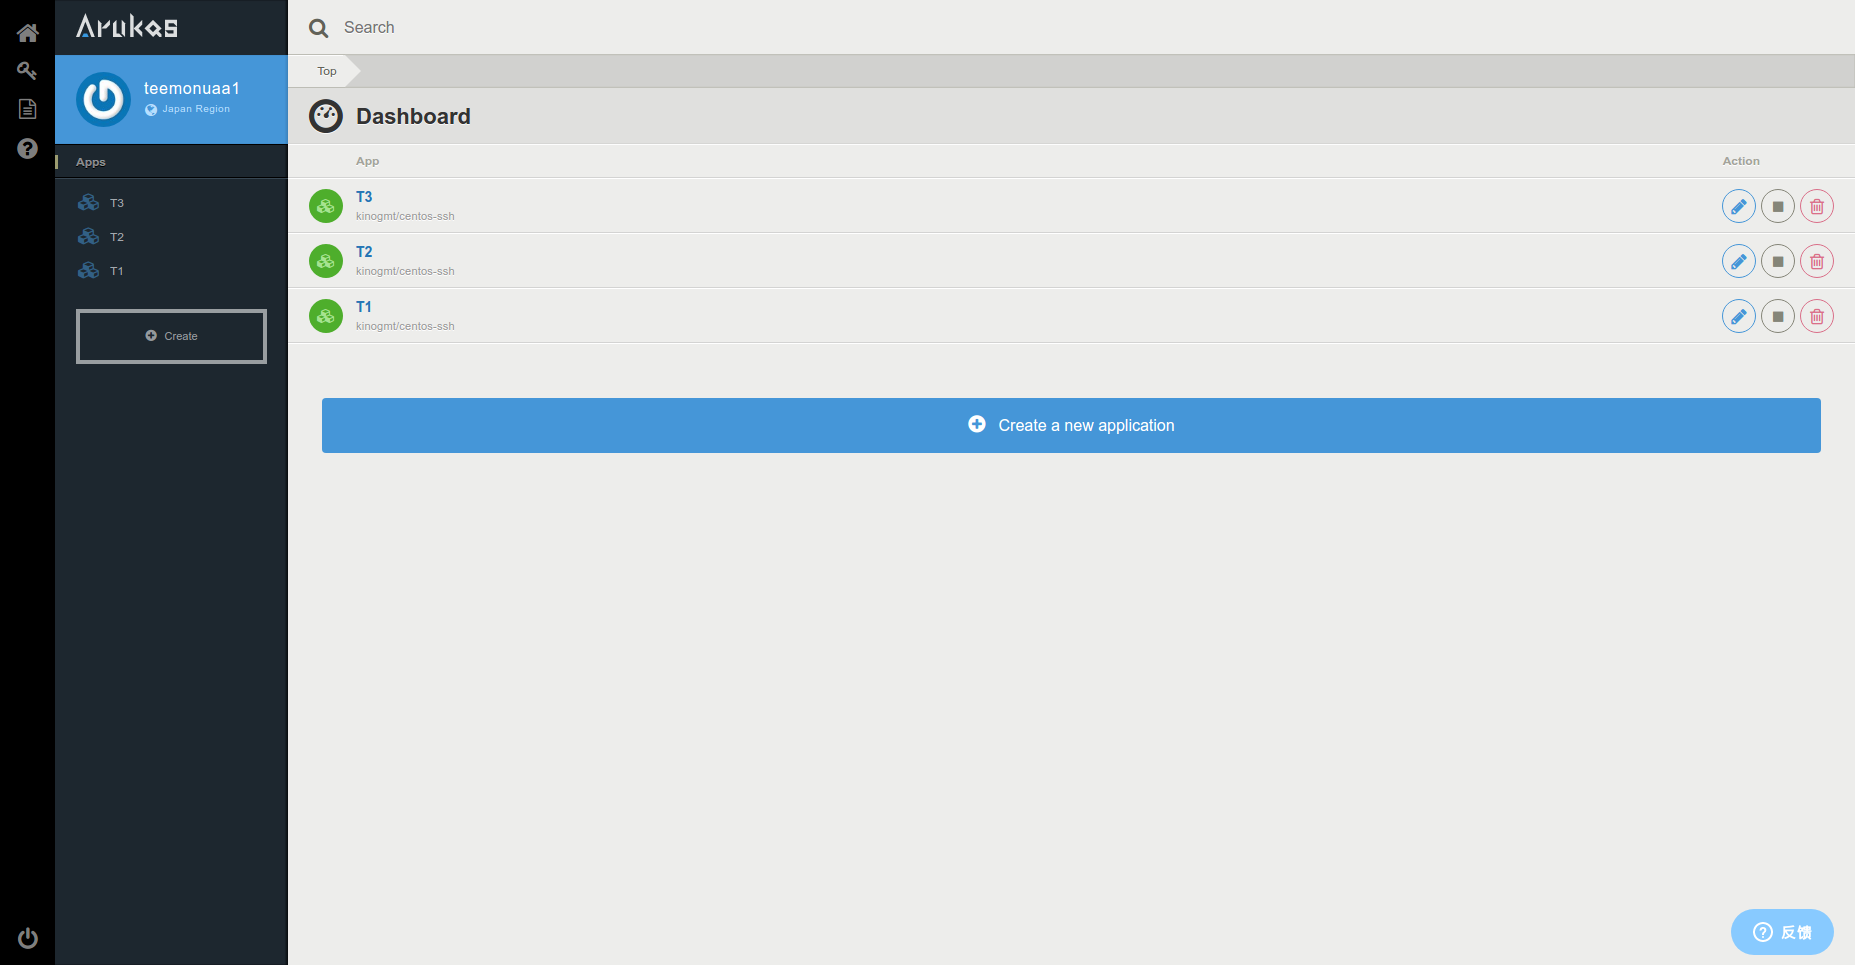 Arukas
teemonuaa1
Japan Region
Apps
T3
T2
T1
Create
Search
Top
Dashboard
App Action
T3
kinogmt/centos-ssh
T2
kinogmt/centos-ssh
T1
kinogmt/centos-ssh
Create a new application
反馈